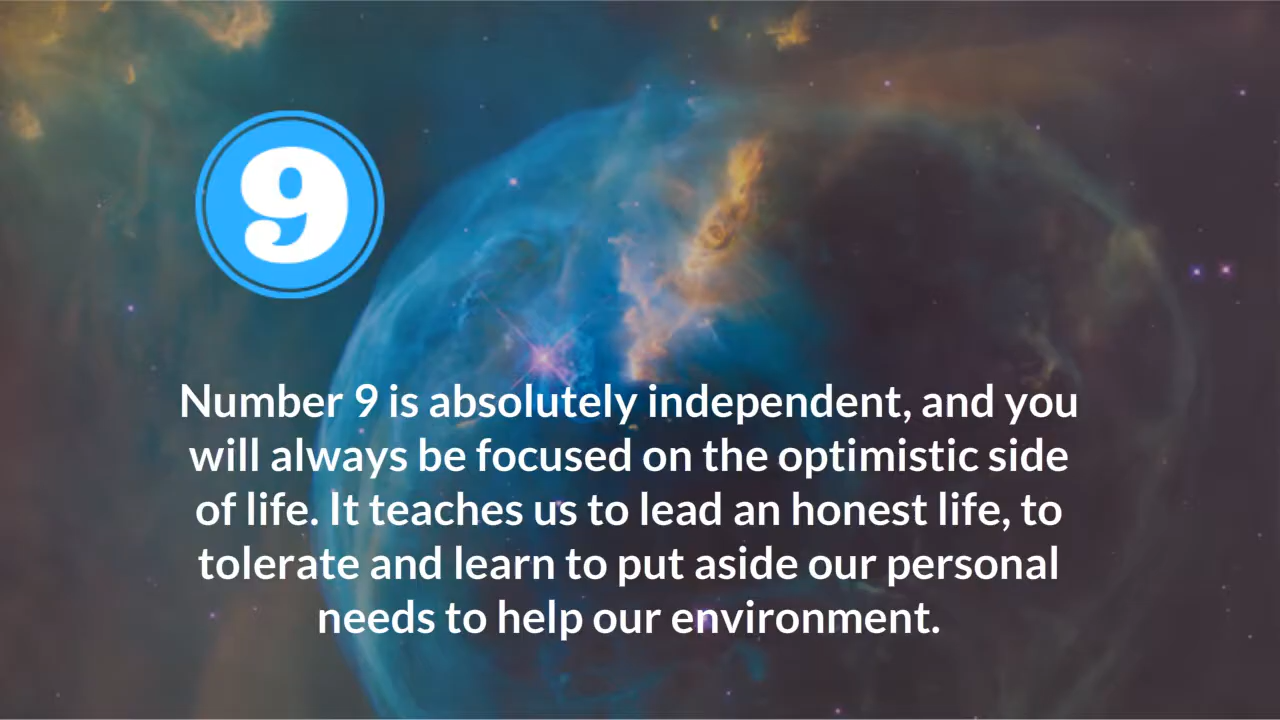 9
Number 9 is absolutely independent, and you
will always be focused on the optimistic side
of life. It teaches us to lead an honest life, to
tolerate and learn to put aside our personal
needs to help our environment.